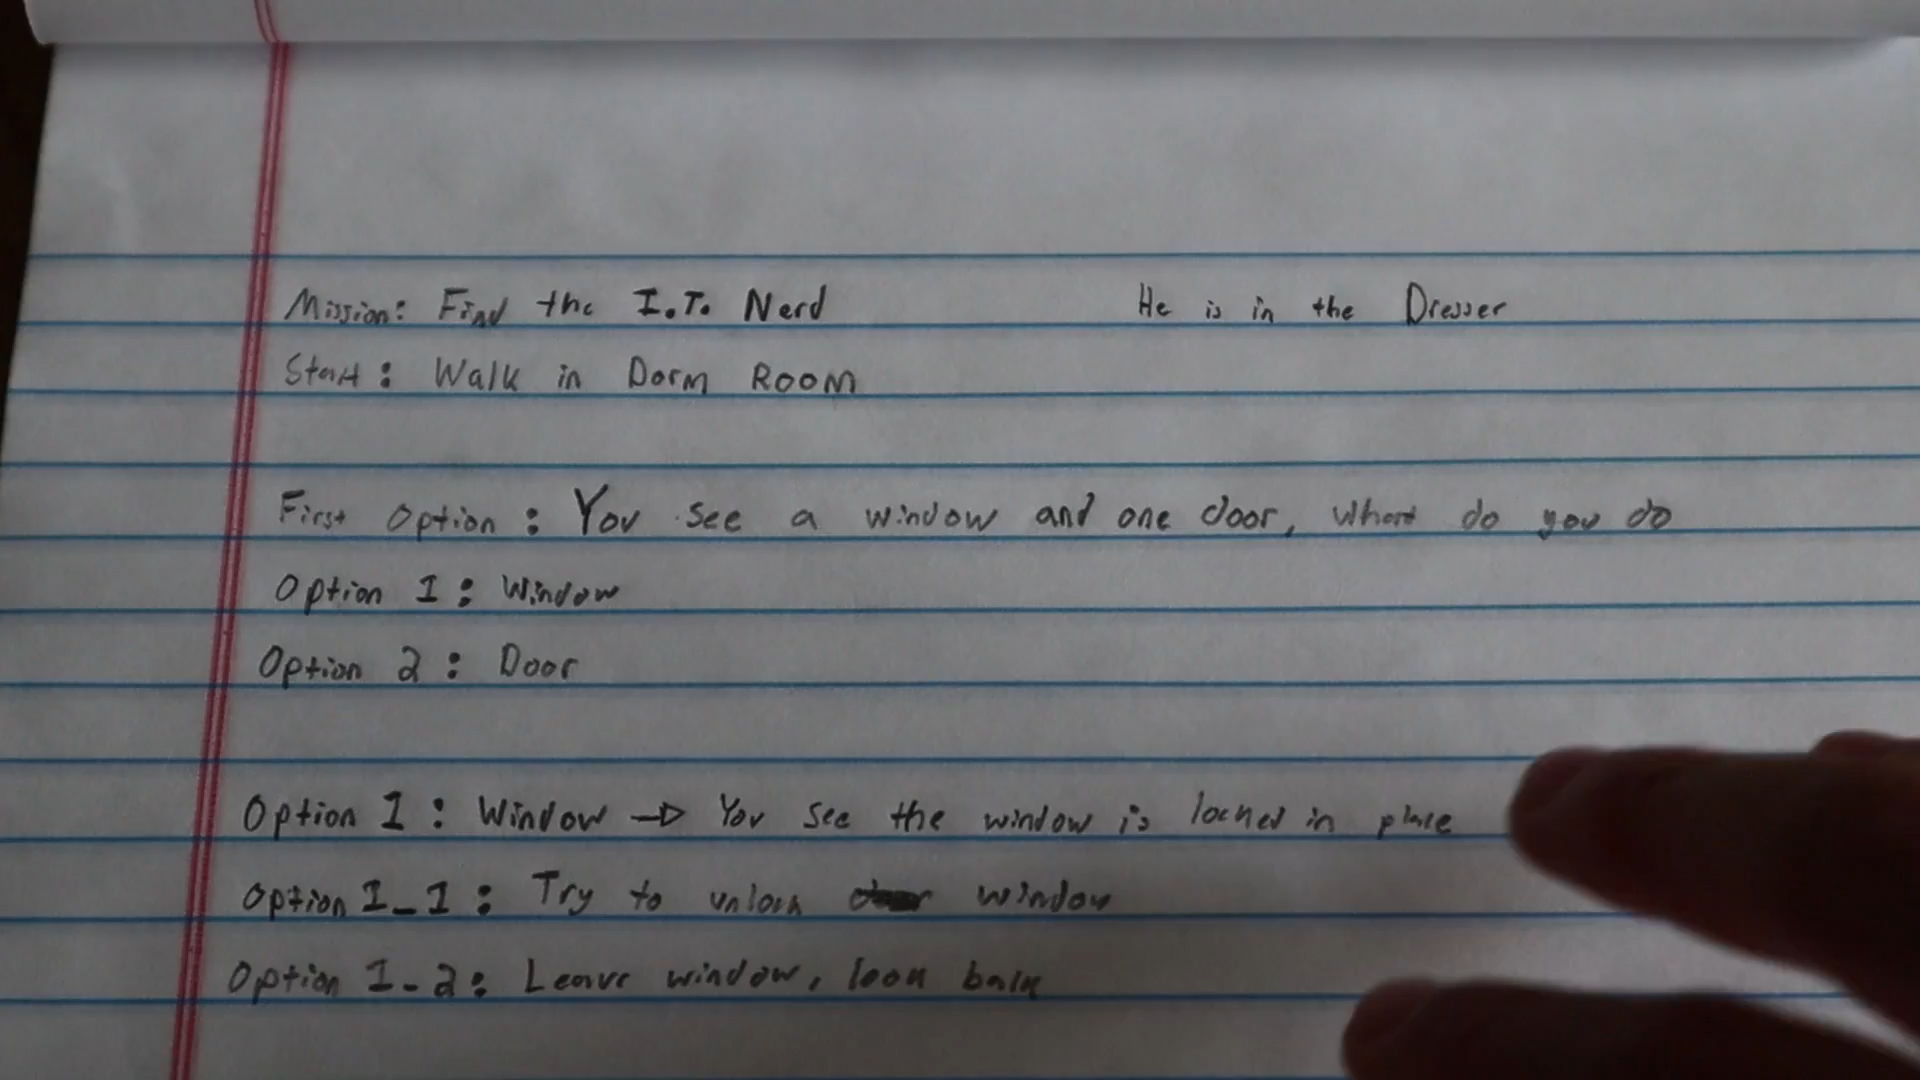 Mission: Find the I.T. Nerd He is in the Dresser
Start: Walk in Dorm Room
First Option: You see a window and one door, what do you do
Option 1: Window
Option 2: Door
Option 1: Window → You see the window is locked in place
Option 1_1: Try to unlock window
Option 1-2: Leave window, look back